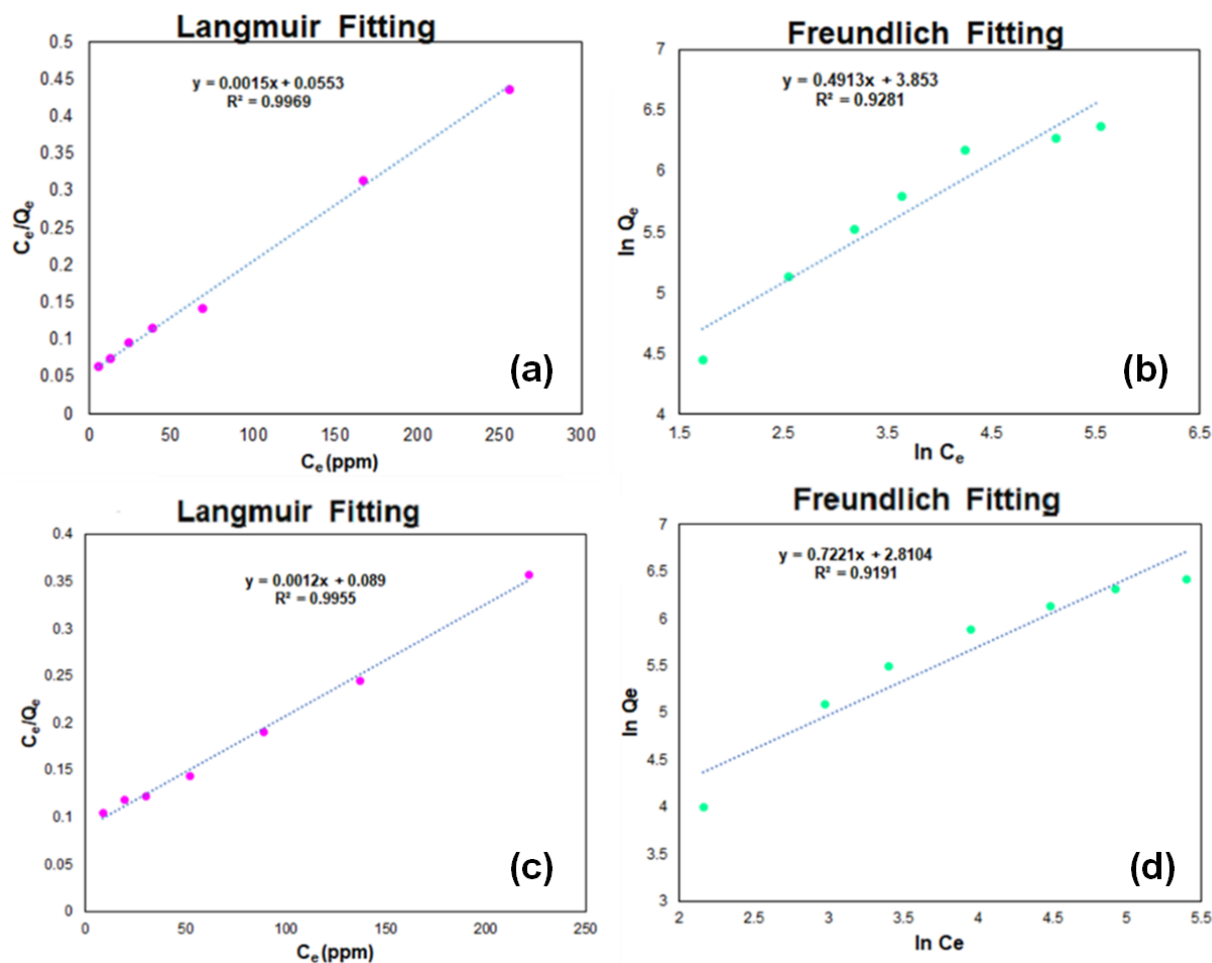 Langmuir Fitting
y = 0.0015x + 0.0553
R² = 0.9969
0.5
0.45
0.4
0.35
0.3
0.25
0.2
0.15
0.1
0.05
0
Cₑ/Qₑ
0 50 100 150 200 250 300
Cₑ (ppm)
(a)
Freundlich Fitting
y = 0.4913x + 3.853
R² = 0.9281
7
6.5
6
5.5
5
4.5
4
ln Qₑ
1.5 2.5 3.5 4.5 5.5 6.5
ln Cₑ
(b)
Langmuir Fitting
y = 0.0012x + 0.089
R² = 0.9955
0.4
0.35
0.3
0.25
0.2
0.15
0.1
0.05
0
Cₑ/Qₑ
0 50 100 150 200 250
Cₑ (ppm)
(c)
Freundlich Fitting
y = 0.7221x + 2.8104
R² = 0.9191
7
6.5
6
5.5
5
4.5
4
3.5
3
ln Qe
2 2.5 3 3.5 4 4.5 5 5.5
ln Ce
(d)